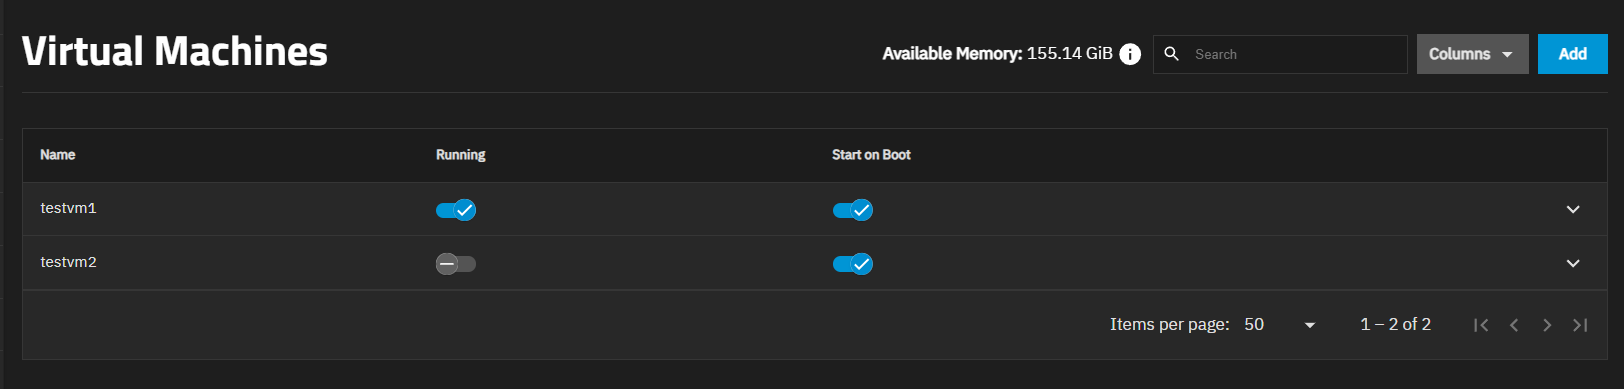 Virtual Machines
Available Memory: 155.14 GiB
Search
Columns
Add
Name Running Start on Boot
testvm1
testvm2
Items per page: 50 1 – 2 of 2